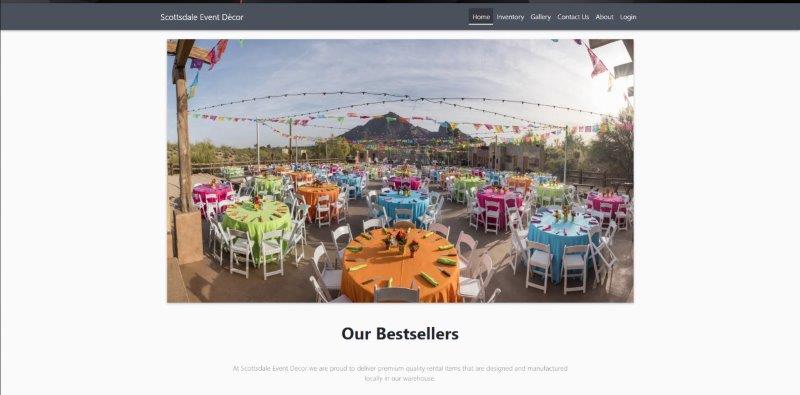 Scottsdale Event Dècor
Home Inventory Gallery Contact Us About Login
Our Bestsellers
At Scottsdale Event Decor we are proud to deliver premium quality rental items that are designed and manufactured
locally in our warehouse.